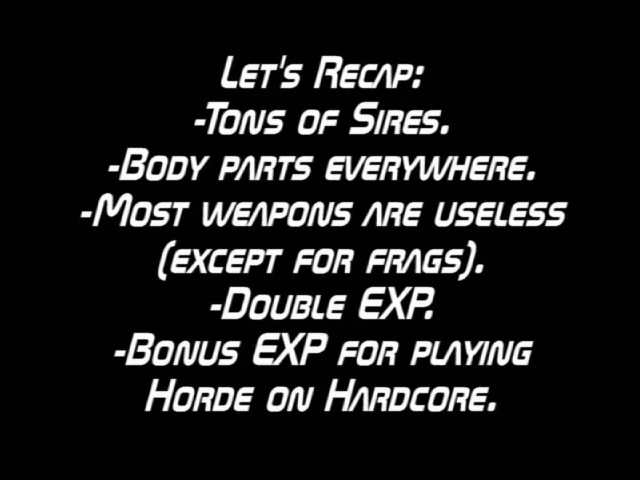 Let's Recap:
-Tons of Sires.
-Body parts everywhere.
-Most weapons are useless
(except for frags).
-Double EXP.
-Bonus EXP for playing
Horde on Hardcore.